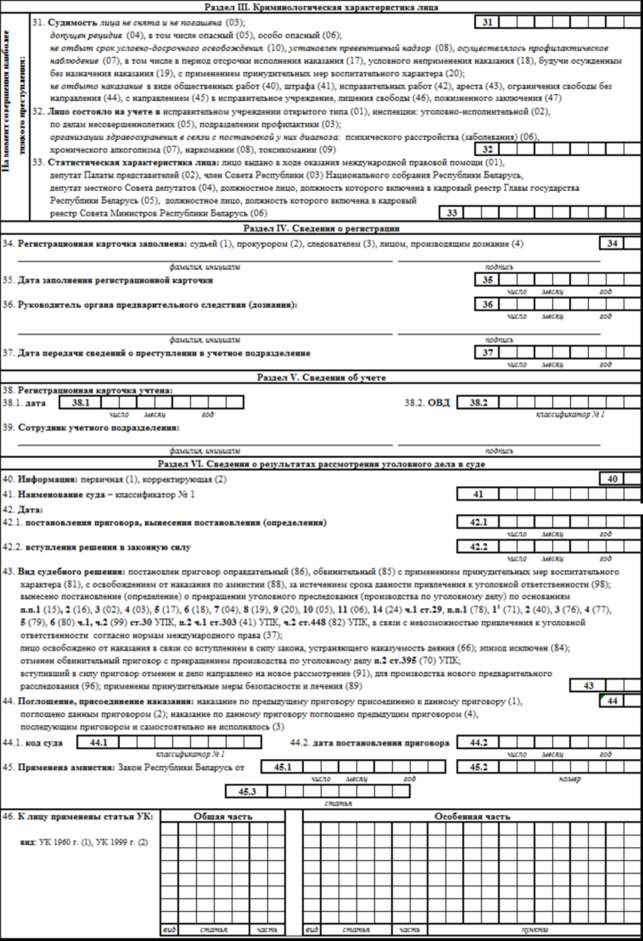 Раздел III. Криминологическая характеристика лица
На момент совершения наиболее тяжкого преступления:
31. Судимость лица не снята и не погашена (03);
31
допущен рецидив (04), в том числе опасный (05), особо опасный (06);
не отбыт срок условно-досрочного освобождения (10), установлен превентивный надзор (08), осуществлялось профилактическое
наблюдение (07), в том числе в период отсрочки исполнения наказания (17), условного неприменения наказания (18), будучи осужденным
без назначения наказания (19), с применением принудительных мер воспитательного характера (20);
не отбыто наказание в виде общественных работ (40), штрафа (41), исправительных работ (42), ареста (43), ограничения свободы без
направления (44), с направлением (45) в исправительное учреждение, лишения свободы (46), пожизненного заключения (47)
32. Лицо состояло на учете в исправительном учреждении открытого типа (01), инспекции: уголовно-исполнительной (02),
по делам несовершеннолетних (05), подразделении профилактики (03);
организации здравоохранения в связи с постановкой у них диагноза: психического расстройства (заболевания) (06),
хронического алкоголизма (07), наркомании (08), токсикомании (09)
32
33. Статистическая характеристика лица: лицо выдано в ходе оказания международной правовой помощи (01),
депутат Палаты представителей (02), член Совета Республики (03) Национального собрания Республики Беларусь,
депутат местного Совета депутатов (04), должностное лицо, должность которого включена в кадровый реестр Главы государства
Республики Беларусь (05), должностное лицо, должность которого включена в кадровый
реестр Совета Министров Республики Беларусь (06)
33
Раздел IV. Сведения о регистрации
34. Регистрационная карточка заполнена: судьей (1), прокурором (2), следователем (3), лицом, производящим дознание (4)
34
фамилия, инициалы подпись
35. Дата заполнения регистрационной карточки
35
число месяц год
36. Руководитель органа предварительного следствия (дознания):
36
число месяц год
фамилия, инициалы подпись
37. Дата передачи сведений о преступлении в учетное подразделение
37
число месяц год
Раздел V. Сведения об учете
38. Регистрационная карточка учтена:
38.1. дата 38.1 38.2. ОВД 38.2
число месяц год классификатор № 1
39. Сотрудник учетного подразделения:
фамилия, инициалы подпись
Раздел VI. Сведения о результатах рассмотрения уголовного дела в суде
40. Информация: первичная (1), корректирующая (2)
40
41. Наименование суда – классификатор № 1
41
42. Дата:
42.1. постановления приговора, вынесения постановления (определения)
42.1
число месяц год
42.2. вступления решения в законную силу
42.2
число месяц год
43. Вид судебного решения: постановлен приговор оправдательный (86), обвинительный (85) с применением принудительных мер воспитательного
характера (81), с освобождением от наказания по амнистии (88), за истечением срока давности привлечения к уголовной ответственности (98);
вынесено постановление (определение) о прекращении уголовного преследования (производства по уголовному делу) по основаниям
п.п.1 (15), 2 (16), 3 (02), 4 (03), 5 (17), 6 (18), 7 (04), 8 (19), 9 (20), 10 (05), 11 (06), 14 (24) ч.1 ст.29, п.п.1 (78), 1¹ (71), 2 (40), 3 (76), 4 (77),
5 (79), 6 (80) ч.1, ч.2 (99) ст.30 УПК, п.2 ч.1 ст.303 (41) УПК, ч.2 ст.448 (82) УПК, в связи с невозможностью привлечения к уголовной
ответственности согласно нормам международного права (37);
лицо освобождено от наказания в связи со вступлением в силу закона, устраняющего наказуемость деяния (66); эпизод исключен (84);
отменен обвинительный приговор с прекращением производства по уголовному делу п.2 ст.395 (70) УПК;
вступивший в силу приговор отменен и дело направлено на новое рассмотрение (91), для производства нового предварительного
расследования (96); применены принудительные меры безопасности и лечения (89)
43
44. Поглощение, присоединение наказания: наказание по предыдущему приговору присоединено к данному приговору (1),
44
поглощено данным приговором (2); наказание по данному приговору поглощено предыдущим приговором (4),
последующим приговором и самостоятельно не исполнялось (3)
44.1. код суда 44.1 44.2. дата постановления приговора 44.2
классификатор № 1 число месяц год
45. Применена амнистия: Закон Республики Беларусь от 45.1 45.2
число месяц год номер
45.3
статья
46. К лицу применены статьи УК: Общая часть Особенная часть
вид: УК 1960 г. (1), УК 1999 г. (2)
вид статья часть вид статья часть пункты